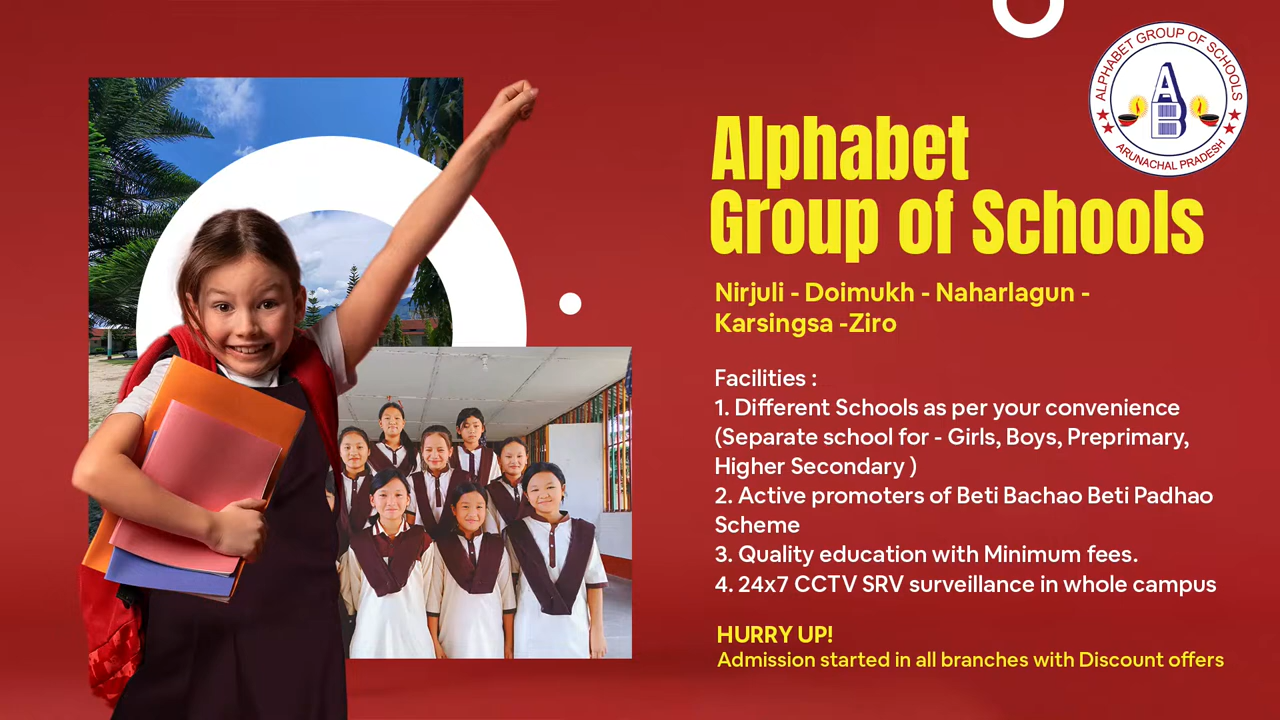 ALPHABET GROUP OF SCHOOLS
AB
ARUNACHAL PRADESH
Alphabet
Group of Schools
Nirjuli - Doimukh - Naharlagun -
Karsingsa -Ziro
Facilities :
1. Different Schools as per your convenience
(Separate school for - Girls, Boys, Preprimary,
Higher Secondary )
2. Active promoters of Beti Bachao Beti Padhao
Scheme
3. Quality education with Minimum fees.
4. 24x7 CCTV SRV surveillance in whole campus
HURRY UP!
Admission started in all branches with Discount offers